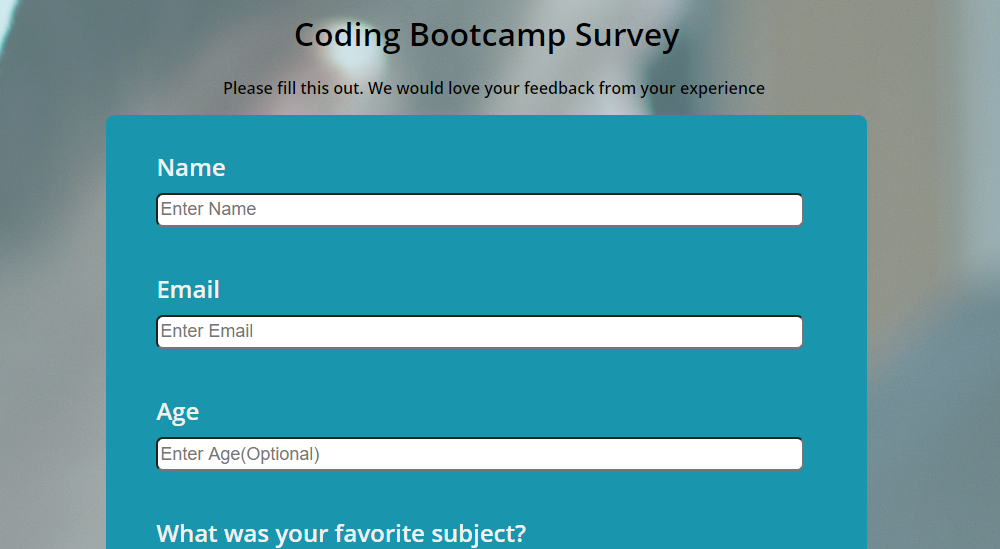 Coding Bootcamp Survey
Please fill this out. We would love your feedback from your experience
Name
Enter Name
Email
Enter Email
Age
Enter Age(Optional)
What was your favorite subject?